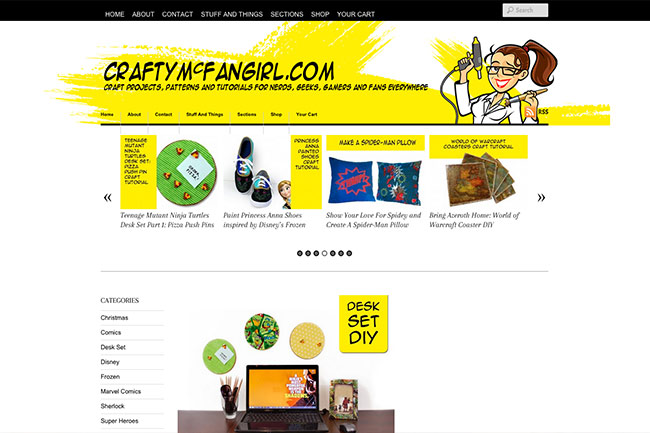 HOME ABOUT CONTACT STUFF AND THINGS SECTIONS SHOP YOUR CART
Search
CRAFTYMCFANGIRL.COM
CRAFT PROJECTS, PATTERNS AND TUTORIALS FOR NERDS, GEEKS, GAMERS AND FANS EVERYWHERE
RSS
Home About Contact Stuff And Things Sections Shop Your Cart
TEENAGE
MUTANT
NINJA
TURTLES
DESK SET:
PIZZA
PUSH PIN
CRAFT
TUTORIAL
PRINCESS
ANNA
PAINTED
SHOES
CRAFT
TUTORIAL
MAKE A SPIDER-MAN PILLOW
WORLD OF WARCRAFT
COASTERS CRAFT TUTORIAL
« »
Teenage Mutant Ninja Turtles
Desk Set Part 1: Pizza Push Pins
Paint Princess Anna Shoes
inspired by Disney's Frozen
Show Your Love For Spidey and
Create A Spider-Man Pillow
Bring Azeroth Home: World of
Warcraft Coaster DIY
CATEGORIES
Christmas
Comics
Desk Set
Disney
Frozen
Marvel Comics
Sherlock
Super Heroes
DESK
SET
DIY